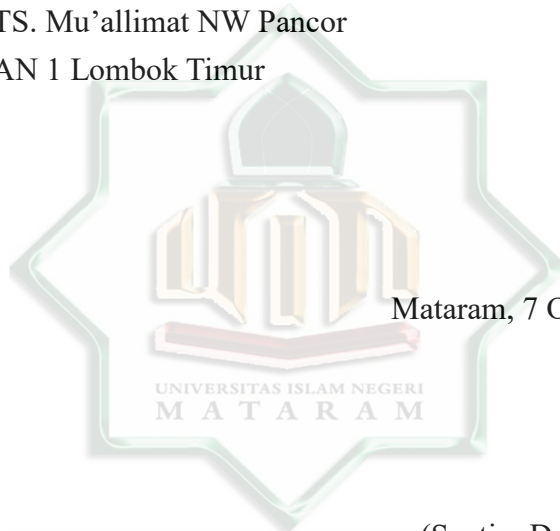 TS. Mu’allimat NW Pancor
AN 1 Lombok Timur
Mataram, 7
UNIVERSITAS ISLAM NEGERI
MATARAM